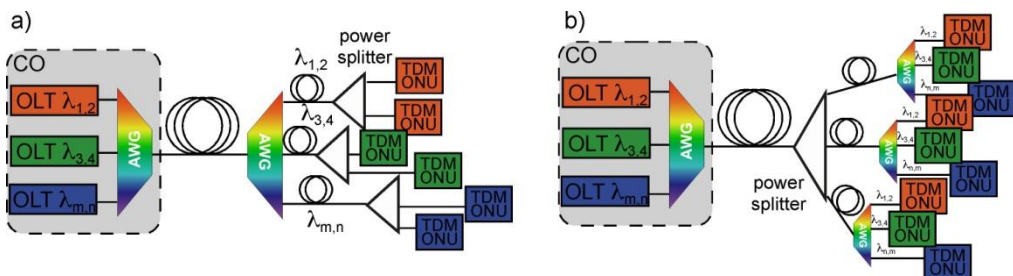 a)
CO
OLT λ1,2
OLT λ3,4
OLT λm,n
AWG
AWG
λ1,2
λ3,4
λm,n
power
splitter
TDM
ONU
TDM
ONU
TDM
ONU
TDM
ONU
TDM
ONU
TDM
ONU
b)
CO
OLT λ1,2
OLT λ3,4
OLT λm,n
AWG
power
splitter
AWG
λ1,2
λ3,4
λn,m
TDM
ONU
TDM
ONU
TDM
ONU
AWG
λ1,2
λ3,4
λn,m
TDM
ONU
TDM
ONU
TDM
ONU
AWG
λ1,2
λ3,4
λn,m
TDM
ONU
TDM
ONU
TDM
ONU